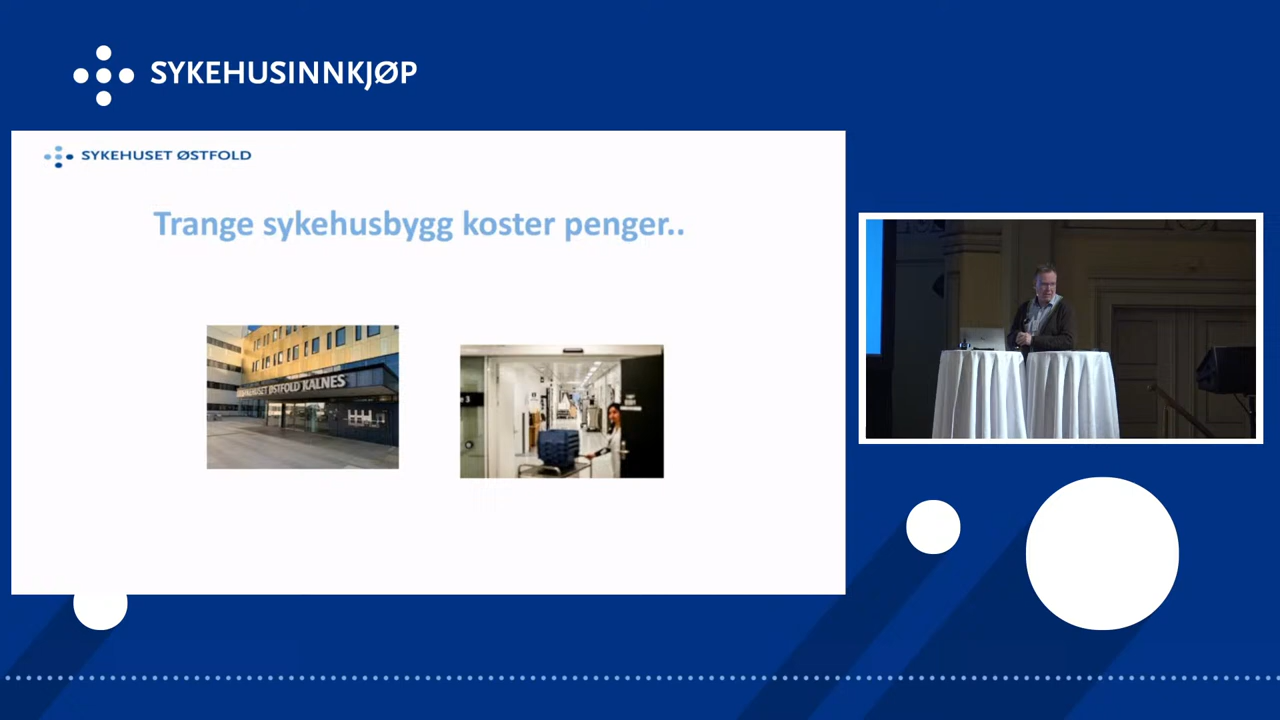 SYKEHUSINNKJØP
SYKEHUSET ØSTFOLD
Trange sykehusbygg koster penger..
SYKEHUSET ØSTFOLD KALNES